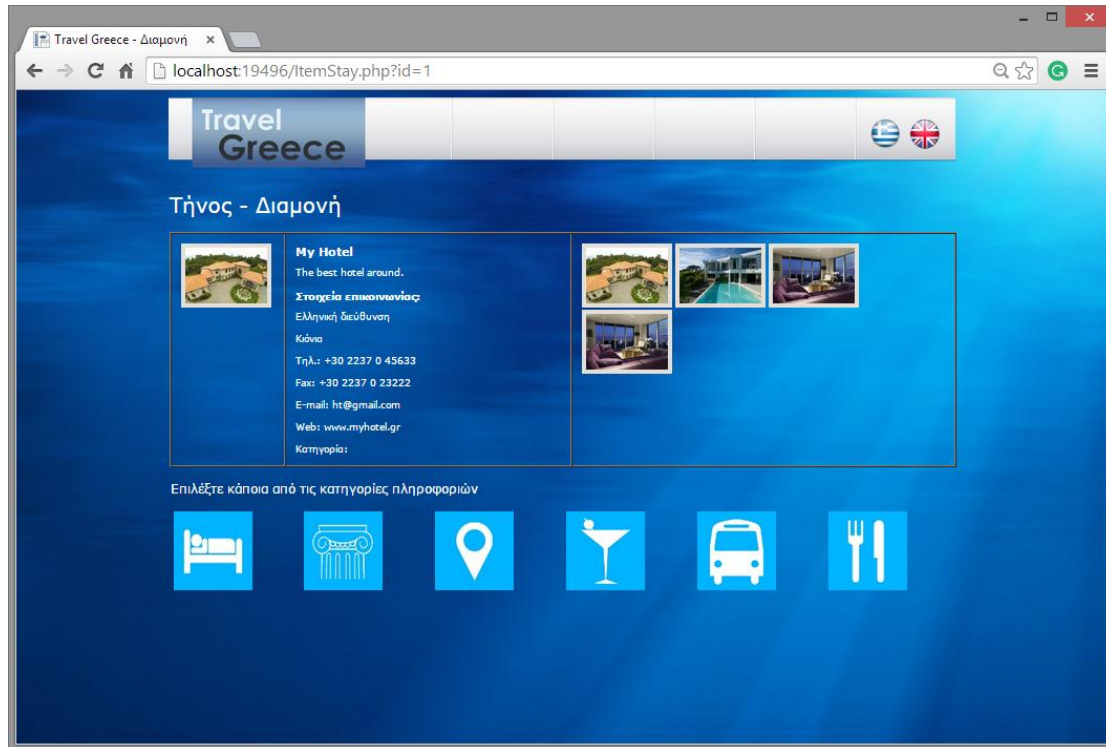 Travel Greece - Διαμονή
localhost:19496/ItemStay.php?id=1
Travel
Greece
Τήνος - Διαμονή
My Hotel
The best hotel around.
Στοιχεία επικοινωνίας:
Ελληνική διεύθυνση
Κιόνια
Τηλ.: +30 2237 0 45633
Fax: +30 2237 0 23222
E-mail: ht@gmail.com
Web: www.myhotel.gr
Κατηγορία:
Επιλέξτε κάποια από τις κατηγορίες πληροφοριών